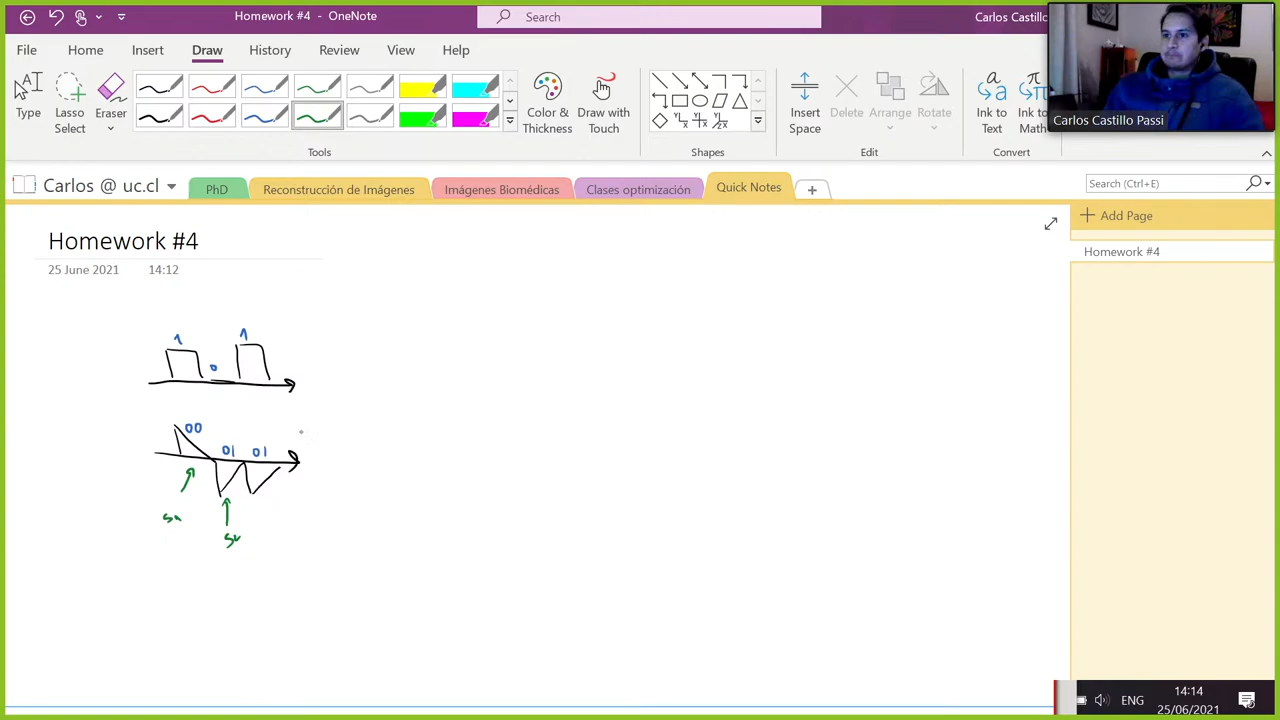 Homework #4 - OneNote
Search
Carlos Castillo
File Home Insert Draw History Review View Help
Type
Lasso Select
Eraser
Color & Thickness
Draw with Touch
Insert Space
Delete
Arrange
Rotate
Ink to Text
Ink to Math
Tools
Shapes
Edit
Convert
Carlos Castillo Passi
Carlos @ uc.cl
PhD
Reconstrucción de Imágenes
Imágenes Biomédicas
Clases optimización
Quick Notes
Search (Ctrl+E)
Add Page
Homework #4
Homework #4
25 June 2021 14:12
1 0 1
00 01 01
ENG
14:14
25/06/2021